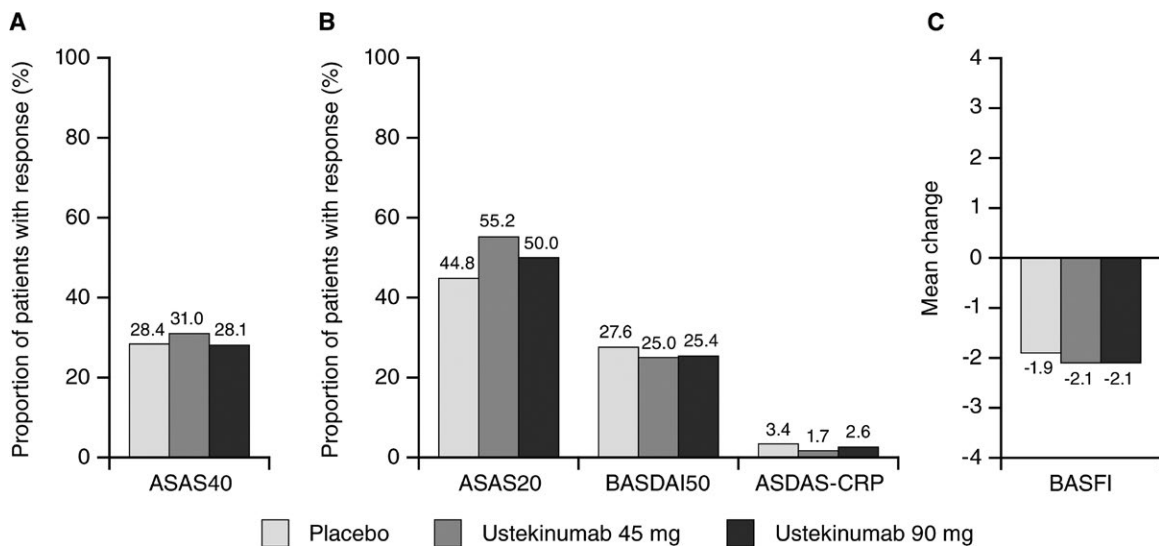 A
Proportion of patients with response (%)
100
80
60
40
20
0
28.4
31.0
28.1
ASAS40
B
Proportion of patients with response (%)
100
80
60
40
20
0
44.8
55.2
50.0
27.6
25.0
25.4
3.4
1.7
2.6
ASAS20
BASDAI50
ASDAS-CRP
C
Mean change
4
3
2
1
0
-1
-2
-3
-4
-1.9
-2.1
-2.1
BASFI
Placebo
Ustekinumab 45 mg
Ustekinumab 90 mg